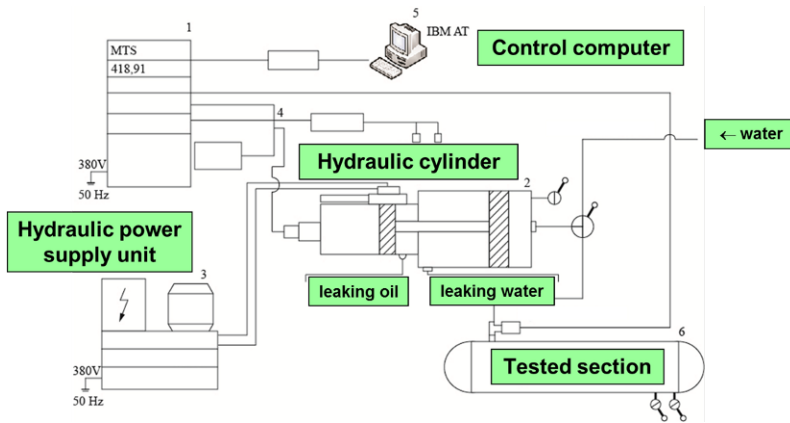 1
5
MTS
IBM AT
Control computer
418,91
4
← water
380V
Hydraulic cylinder
50 Hz
2
Hydraulic power
supply unit
3
leaking oil
leaking water
6
380V
Tested section
50 Hz